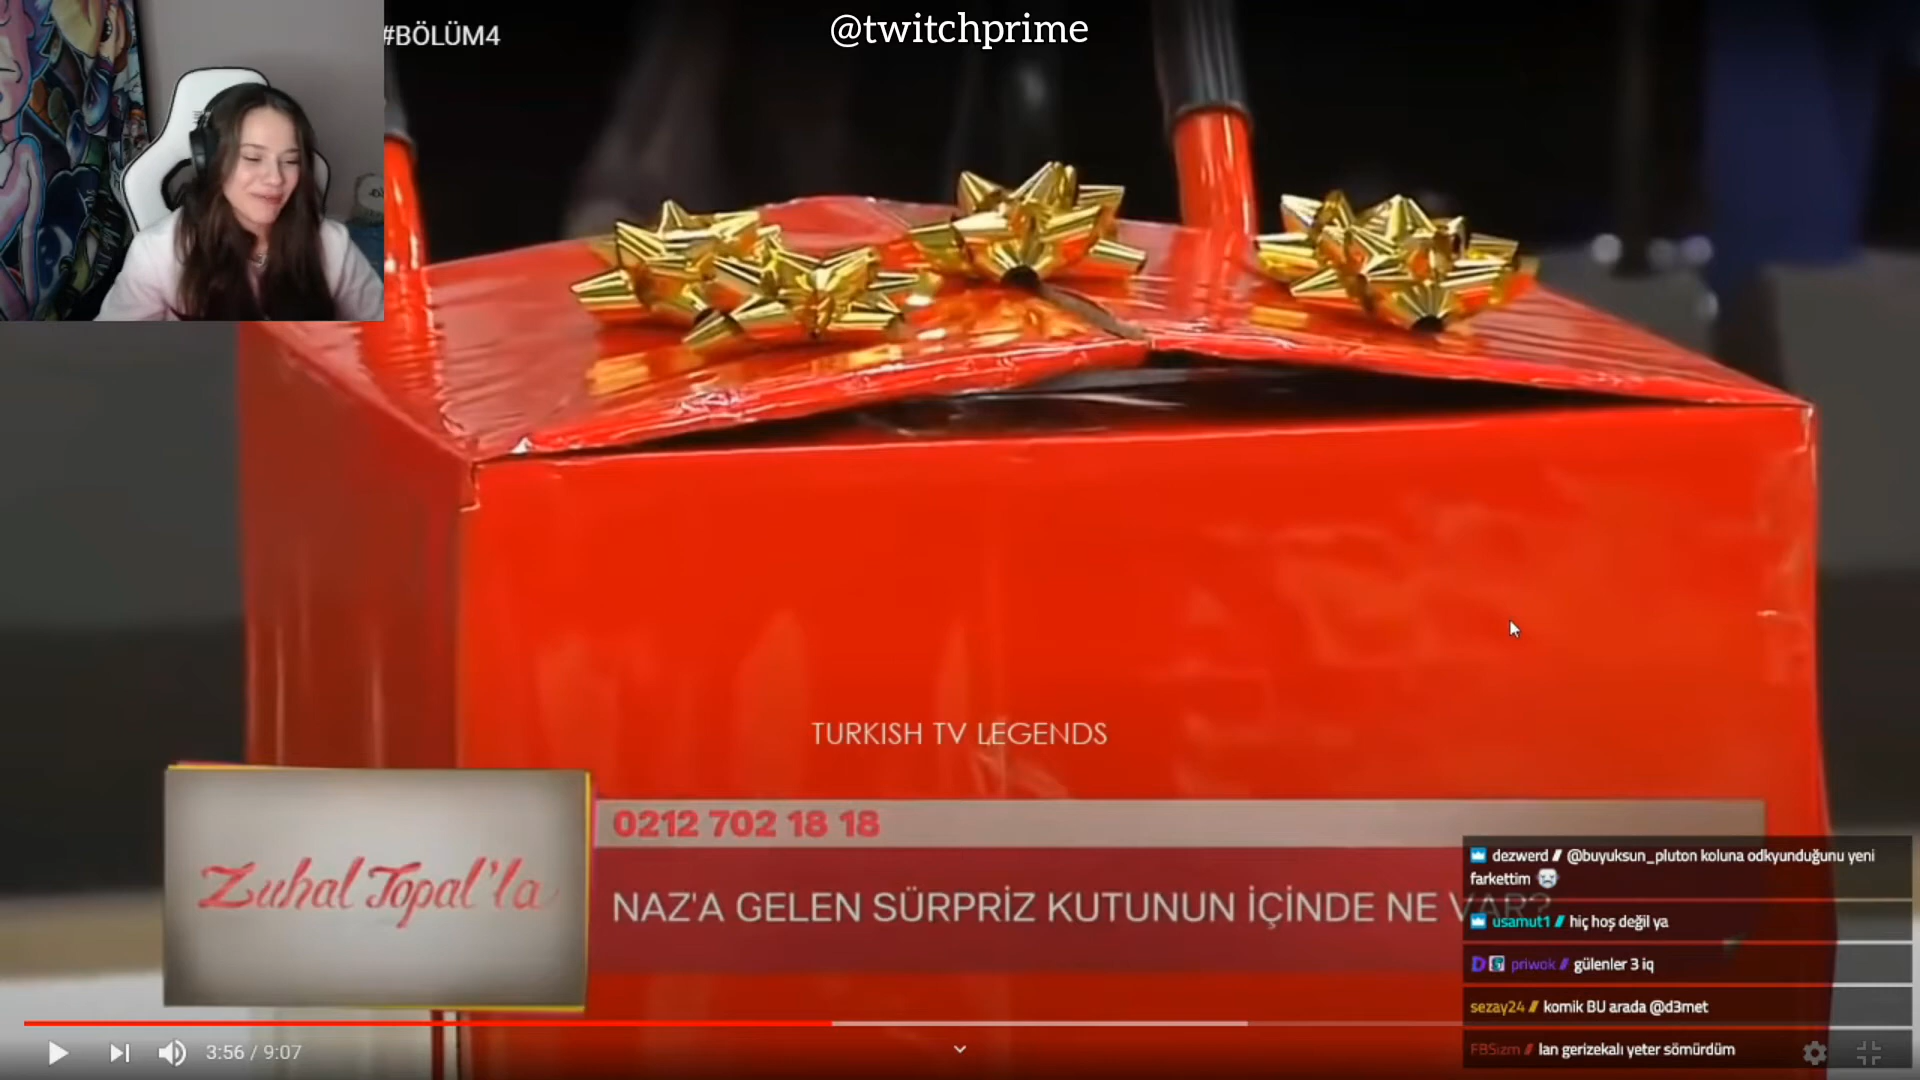 #BÖLÜM4
@twitchprime
TURKISH TV LEGENDS
0212 702 18 18
Zuhal Topal'la
NAZ'A GELEN SÜRPRİZ KUTUNUN İÇİNDE NE VAR?
dezwerd // @buyuksun_pluton koluna odkyunduğunu yeni
farkettim
usamut1 // hiç hoş değil ya
priwok // gülenler 3 iq
sezay24 // komik BU arada @d3met
FBSızm // lan gerizekalı yeter sömürdüm
3:56 / 9:07